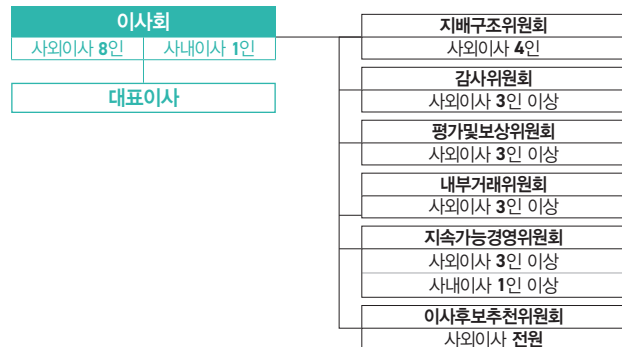 이사회
사외이사 8인 사내이사 1인
대표이사
지배구조위원회
사외이사 4인
감사위원회
사외이사 3인 이상
평가및보상위원회
사외이사 3인 이상
내부거래위원회
사외이사 3인 이상
지속가능경영위원회
사외이사 3인 이상
사내이사 1인 이상
이사후보추천위원회
사외이사 전원